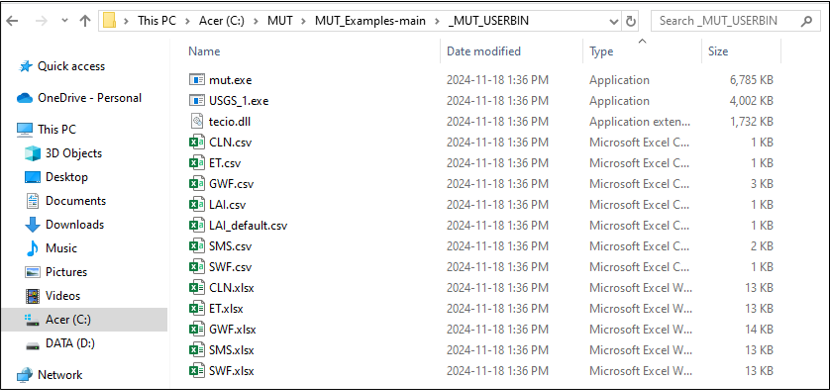 This PC > Acer (C:) > MUT > MUT_Examples-main > _MUT_USERBIN
Search _MUT_USERBIN
Quick access
OneDrive - Personal
This PC
3D Objects
Desktop
Documents
Downloads
Music
Pictures
Videos
Acer (C:)
DATA (D:)
Network
Name Date modified Type Size
mut.exe 2024-11-18 1:36 PM Application 6,785 KB
USGS_1.exe 2024-11-18 1:36 PM Application 4,002 KB
tecio.dll 2024-11-18 1:36 PM Application exten... 1,732 KB
CLN.csv 2024-11-18 1:36 PM Microsoft Excel C... 1 KB
ET.csv 2024-11-18 1:36 PM Microsoft Excel C... 1 KB
GWF.csv 2024-11-18 1:36 PM Microsoft Excel C... 3 KB
LAI.csv 2024-11-18 1:36 PM Microsoft Excel C... 1 KB
LAI_default.csv 2024-11-18 1:36 PM Microsoft Excel C... 1 KB
SMS.csv 2024-11-18 1:36 PM Microsoft Excel C... 2 KB
SWF.csv 2024-11-18 1:36 PM Microsoft Excel C... 1 KB
CLN.xlsx 2024-11-18 1:36 PM Microsoft Excel W... 13 KB
ET.xlsx 2024-11-18 1:36 PM Microsoft Excel W... 13 KB
GWF.xlsx 2024-11-18 1:36 PM Microsoft Excel W... 14 KB
SMS.xlsx 2024-11-18 1:36 PM Microsoft Excel W... 13 KB
SWF.xlsx 2024-11-18 1:36 PM Microsoft Excel W... 13 KB